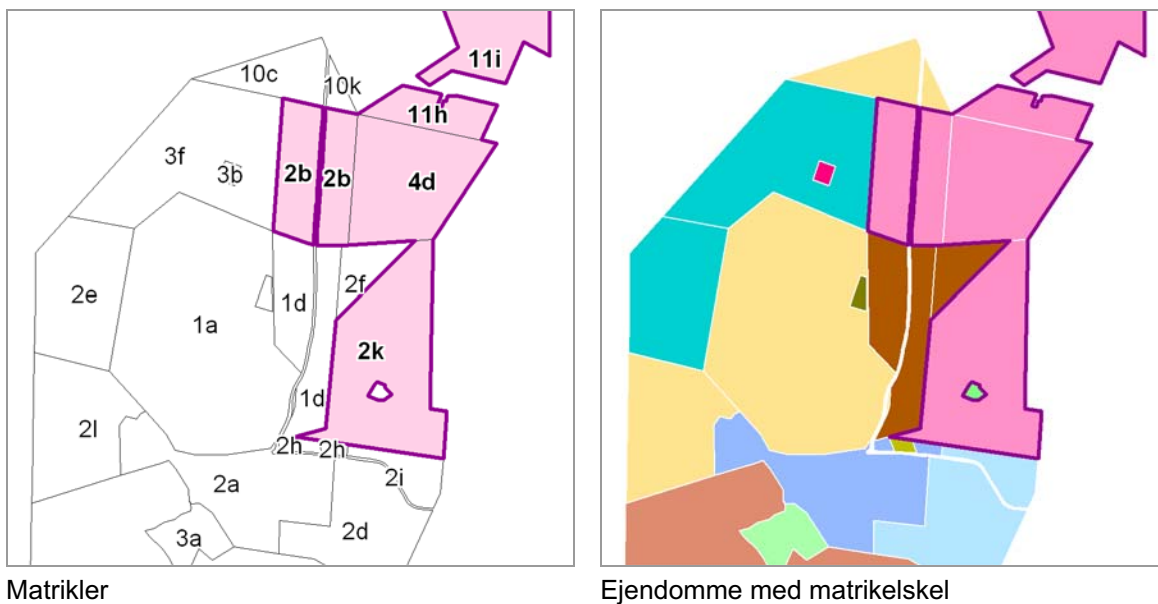 11i
10c
10k
11h
3f
3b
2b
2b
4d
2e
1d
2f
1a
2k
1d
2l
2h
2h
2i
2a
3a
2d
Matrikler
Ejendomme med matrikelskel